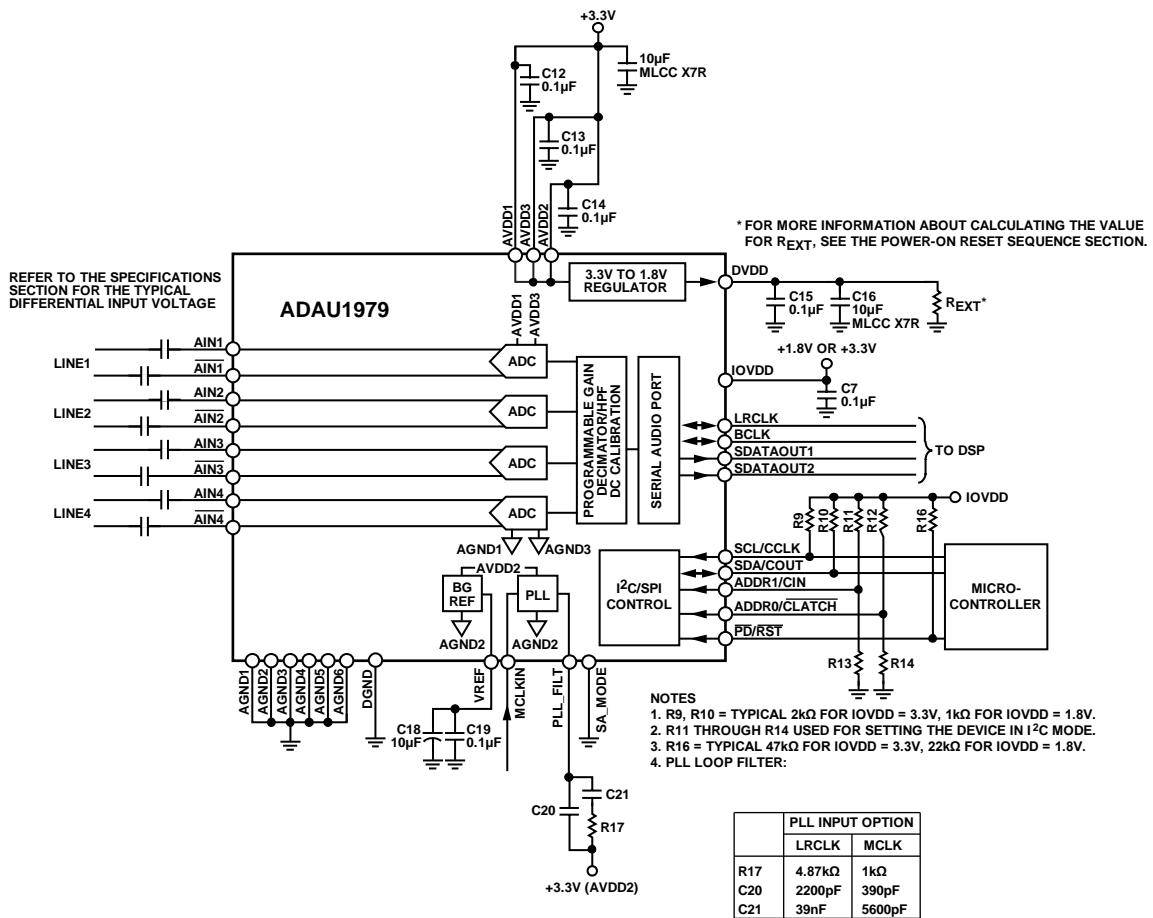 +3.3V
10µF
MLCC X7R
C12
0.1µF
C13
0.1µF
C14
0.1µF
AVDD1
AVDD3
AVDD2
* FOR MORE INFORMATION ABOUT CALCULATING THE VALUE
FOR REXT, SEE THE POWER-ON RESET SEQUENCE SECTION.
REFER TO THE SPECIFICATIONS
SECTION FOR THE TYPICAL
DIFFERENTIAL INPUT VOLTAGE
ADAU1979
3.3V TO 1.8V
REGULATOR
DVDD
C15
0.1µF
C16
10µF
MLCC X7R
REXT*
AVDD1
AVDD3
+1.8V OR +3.3V
IOVDD
C7
0.1µF
LINE1
AIN1
AIN1
ADC
LINE2
AIN2
AIN2
ADC
LINE3
AIN3
AIN3
ADC
LINE4
AIN4
AIN4
ADC
PROGRAMMABLE GAIN
DECIMATOR/HPF
DC CALIBRATION
SERIAL AUDIO PORT
LRCLK
BCLK
SDATAOUT1
SDATAOUT2
TO DSP
AGND1
AGND3
IOVDD
R9
R10
R11
R12
R16
SCL/CCLK
SDA/COUT
ADDR1/CIN
ADDR0/CLATCH
PD/RST
I2C/SPI
CONTROL
MICRO-
CONTROLLER
R13
R14
AVDD2
BG
REF
PLL
AGND2
AGND2
AGND1
AGND2
AGND3
AGND4
AGND5
AGND6
DGND
VREF
MCLKIN
PLL_FILT
SA_MODE
C18
10µF
C19
0.1µF
C20
C21
R17
+3.3V (AVDD2)
NOTES
1. R9, R10 = TYPICAL 2kΩ FOR IOVDD = 3.3V, 1kΩ FOR IOVDD = 1.8V.
2. R11 THROUGH R14 USED FOR SETTING THE DEVICE IN I2C MODE.
3. R16 = TYPICAL 47kΩ FOR IOVDD = 3.3V, 22kΩ FOR IOVDD = 1.8V.
4. PLL LOOP FILTER:
PLL INPUT OPTION
LRCLK MCLK
R17 4.87kΩ 1kΩ
C20 2200pF 390pF
C21 39nF 5600pF